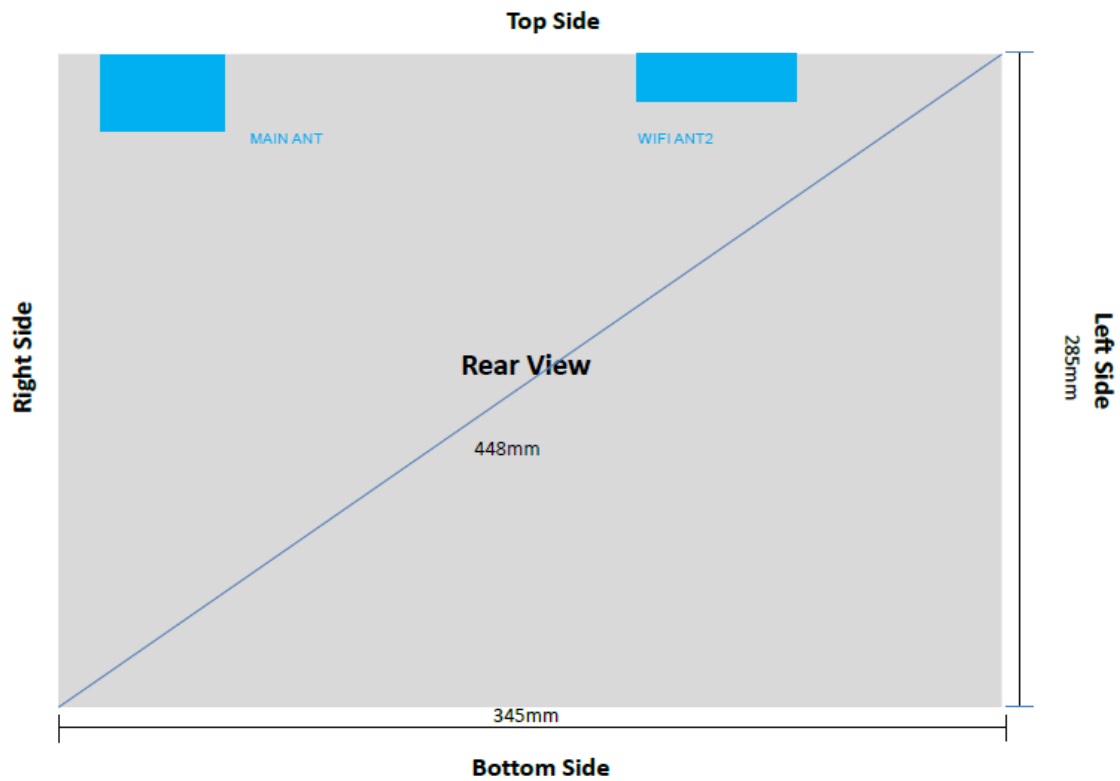 Top Side
MAIN ANT
WIFI ANT2
Right Side
Rear View
Left Side
285mm
448mm
345mm
Bottom Side